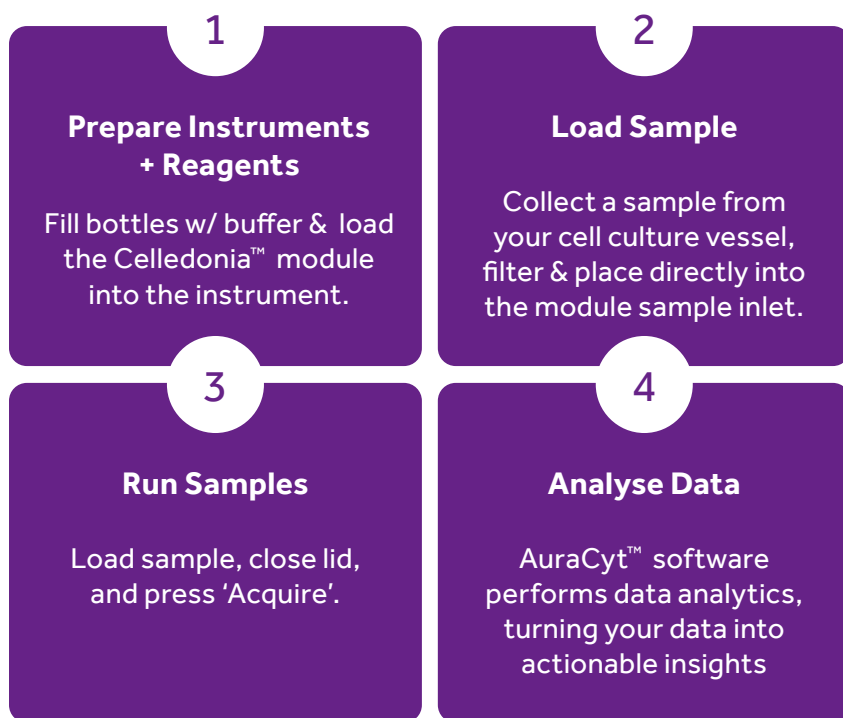 1
Prepare Instruments
+ Reagents
Fill bottles w/ buffer & load
the Celledonia™ module
into the instrument.
2
Load Sample
Collect a sample from
your cell culture vessel,
filter & place directly into
the module sample inlet.
3
Run Samples
Load sample, close lid,
and press ‘Acquire’.
4
Analyse Data
AuraCyt™ software
performs data analytics,
turning your data into
actionable insights